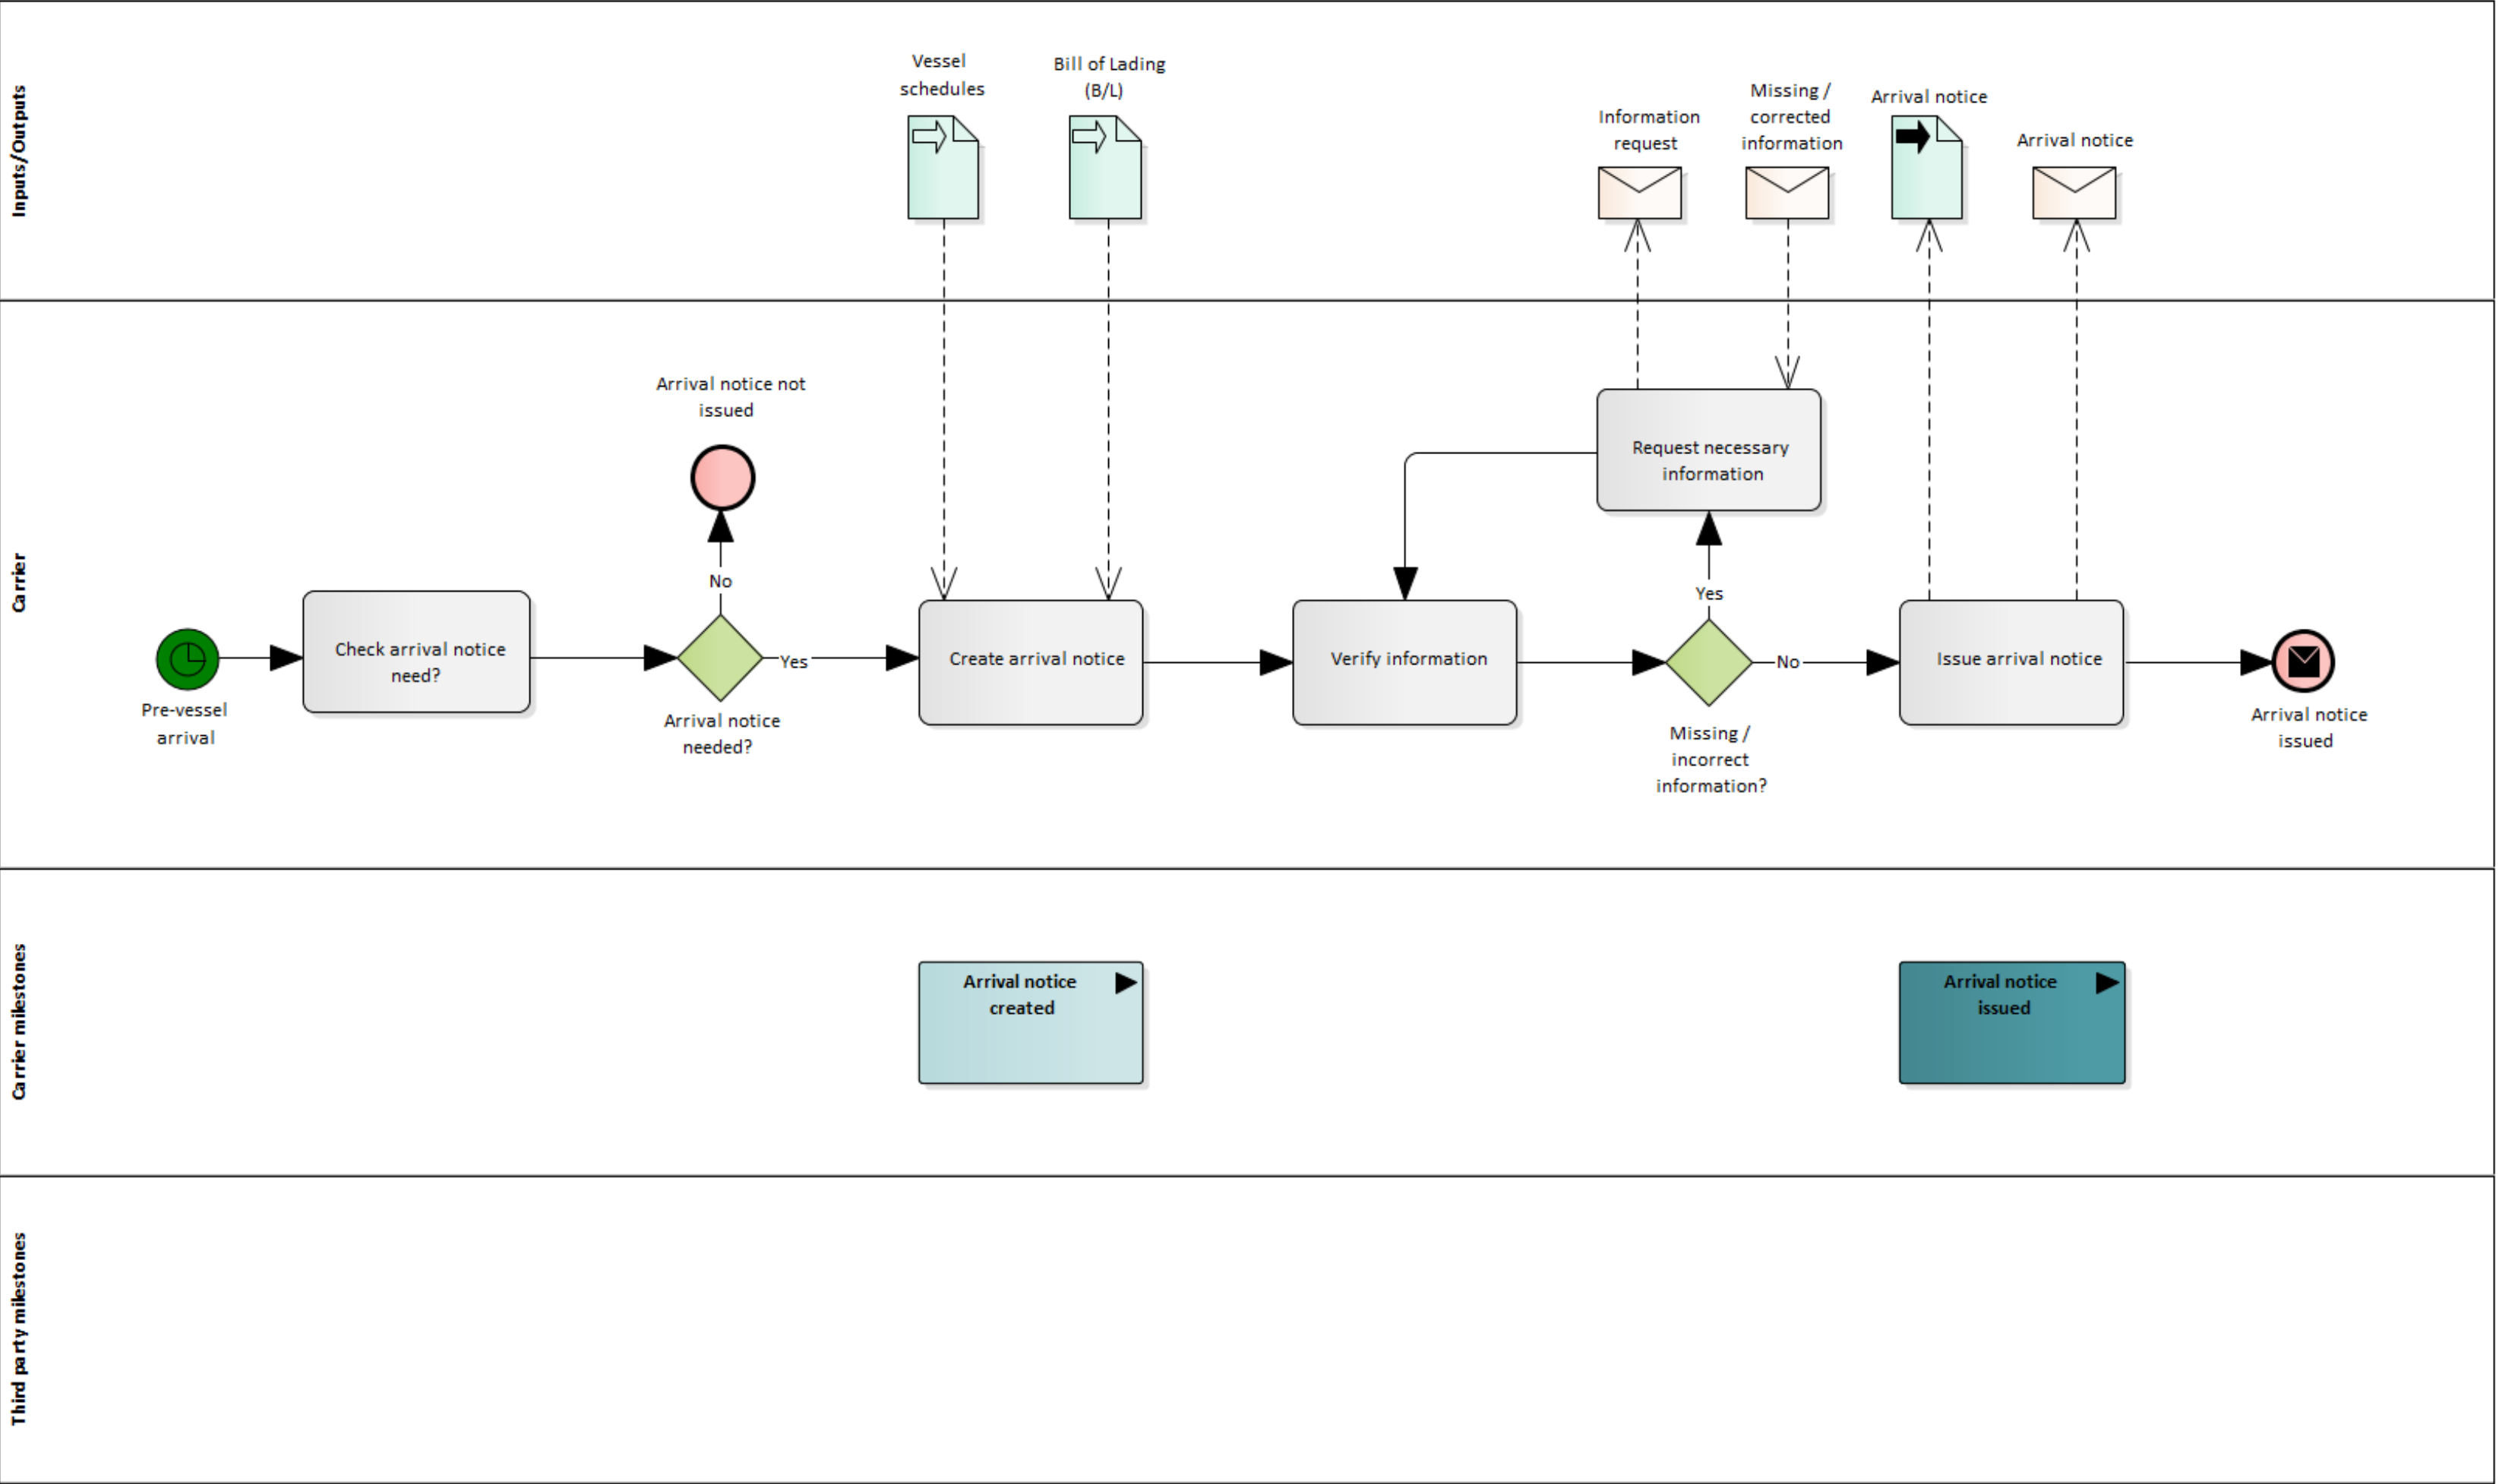 Inputs/Outputs
Vessel
schedules
Bill of Lading
(B/L)
Information
request
Missing /
corrected
information
Arrival notice
Arrival notice
Carrier
Pre-vessel
arrival
Check arrival notice
need?
Arrival notice not
issued
No
Yes
Arrival notice
needed?
Create arrival notice
Verify information
Request necessary
information
Yes
No
Missing /
incorrect
information?
Issue arrival notice
Arrival notice
issued
Carrier milestones
Arrival notice
created
Arrival notice
issued
Third party milestones